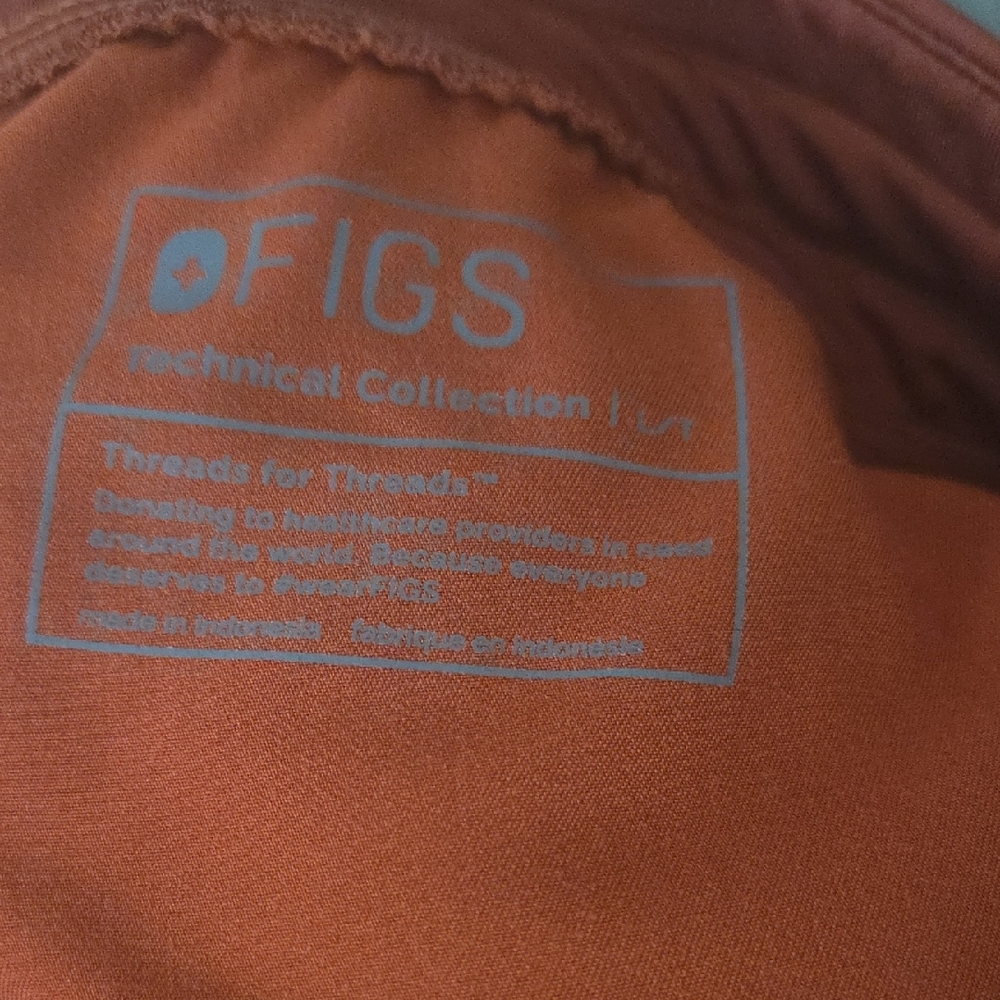 FIGS
Technical Collection |
Threads for Threads™
Donating to healthcare providers in need
around the world. Because everyone
deserves to #wearFIGS
made in Indonesia fabriqué en Indonésie